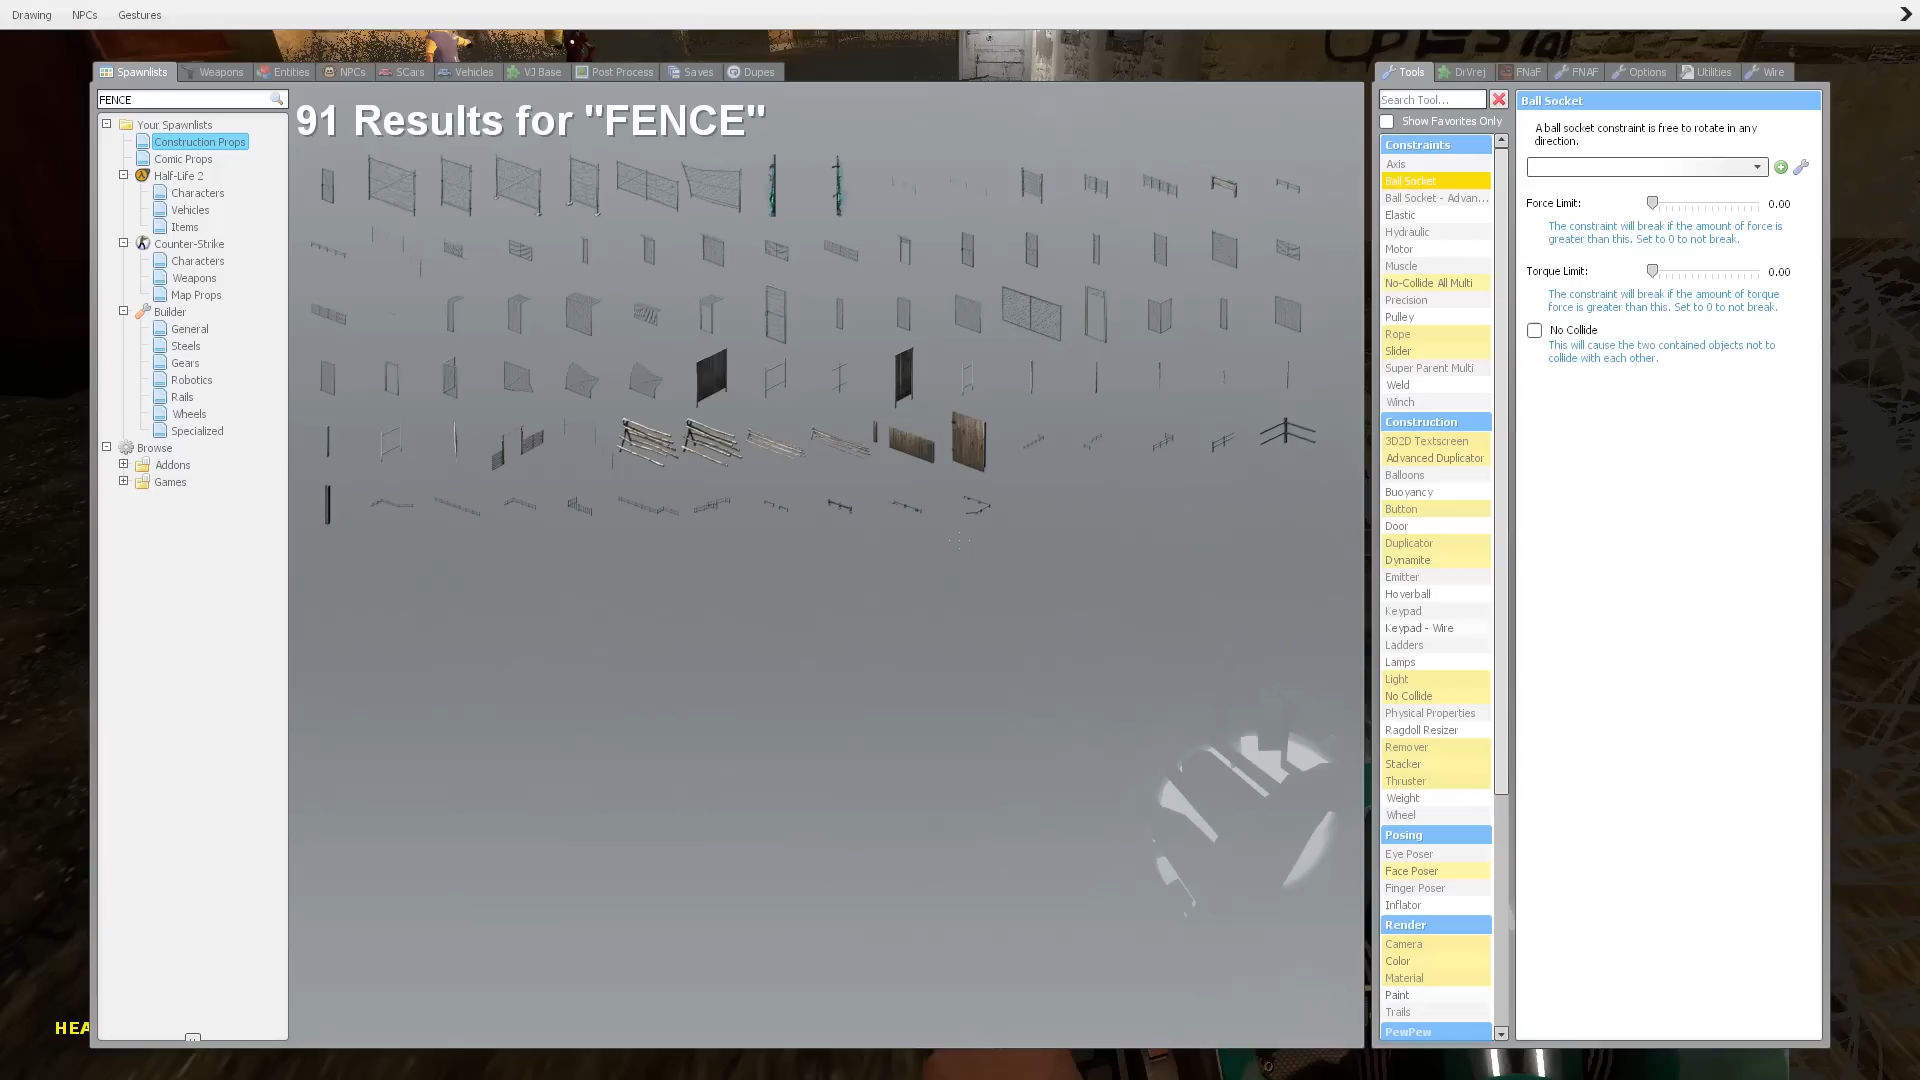 Drawing NPCs Gestures
Spawnlists Weapons Entities NPCs SCars Vehicles VJ Base Post Process Saves Dupes
FENCE
Your Spawnlists
Construction Props
Comic Props
Half-Life 2
Characters
Vehicles
Items
Counter-Strike
Characters
Weapons
Map Props
Builder
General
Steels
Gears
Robotics
Rails
Wheels
Specialized
Browse
Addons
Games
91 Results for "FENCE"
Tools DrVrej FNaF FNAF Options Utilities Wire
Search Tool...
Show Favorites Only
Constraints
Axis
Ball Socket
Ball Socket - Advan...
Elastic
Hydraulic
Motor
Muscle
No-Collide All Multi
Precision
Pulley
Rope
Slider
Super Parent Multi
Weld
Winch
Construction
3D2D Textscreen
Advanced Duplicator
Balloons
Buoyancy
Button
Door
Duplicator
Dynamite
Emitter
Hoverball
Keypad
Keypad - Wire
Ladders
Lamps
Light
No Collide
Physical Properties
Ragdoll Resizer
Remover
Stacker
Thruster
Weight
Wheel
Posing
Eye Poser
Face Poser
Finger Poser
Inflator
Render
Camera
Color
Material
Paint
Trails
PewPew
Ball Socket
A ball socket constraint is free to rotate in any
direction.
Force Limit: 0.00
The constraint will break if the amount of force is
greater than this. Set to 0 to not break.
Torque Limit: 0.00
The constraint will break if the amount of torque
force is greater than this. Set to 0 to not break.
No Collide
This will cause the two contained objects not to
collide with each other.
HEA